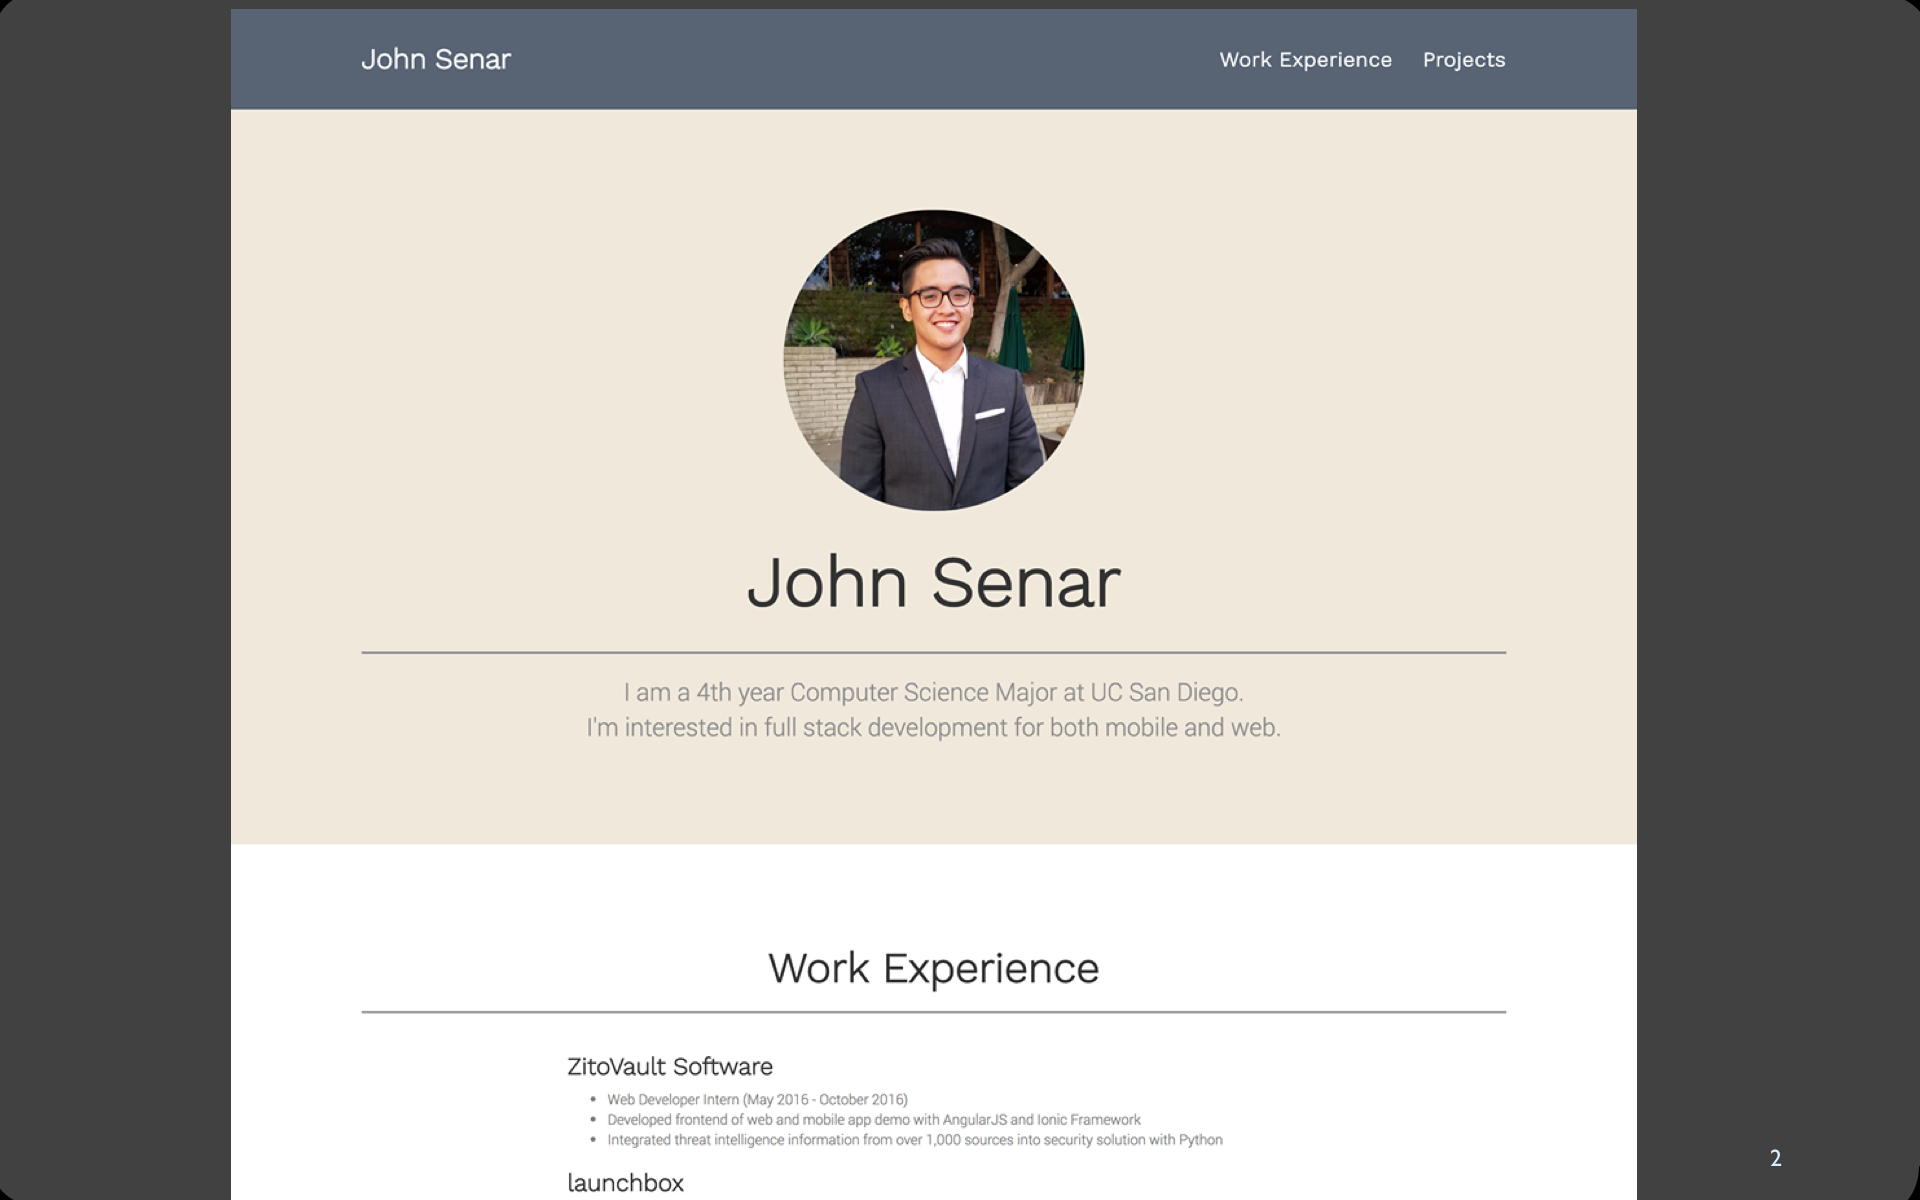 John Senar
Work Experience Projects
John Senar
I am a 4th year Computer Science Major at UC San Diego.
I'm interested in full stack development for both mobile and web.
Work Experience
ZitoVault Software
• Web Developer Intern (May 2016 - October 2016)
• Developed frontend of web and mobile app demo with AngularJS and Ionic Framework
• Integrated threat intelligence information from over 1,000 sources into security solution with Python
launchbox
2